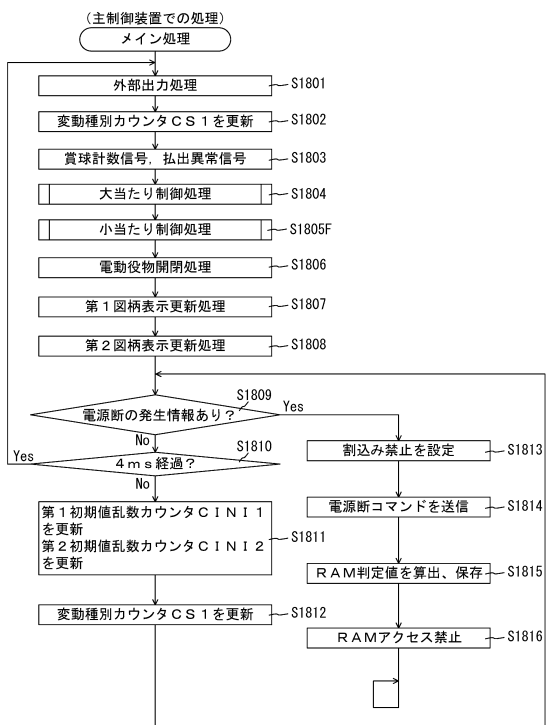 (主制御装置での処理)
メイン処理
外部出力処理
S1801
変動種別カウンタCS1を更新
S1802
賞球計数信号，払出異常信号
S1803
大当たり制御処理
S1804
小当たり制御処理
S1805F
電動役物開閉処理
S1806
第1図柄表示更新処理
S1807
第2図柄表示更新処理
S1808
電源断の発生情報あり？
S1809
Yes
No
4ms経過？
S1810
Yes
No
第1初期値乱数カウンタCINI1
を更新
第2初期値乱数カウンタCINI2
を更新
S1811
変動種別カウンタCS1を更新
S1812
割込み禁止を設定
S1813
電源断コマンドを送信
S1814
RAM判定値を算出、保存
S1815
RAMアクセス禁止
S1816